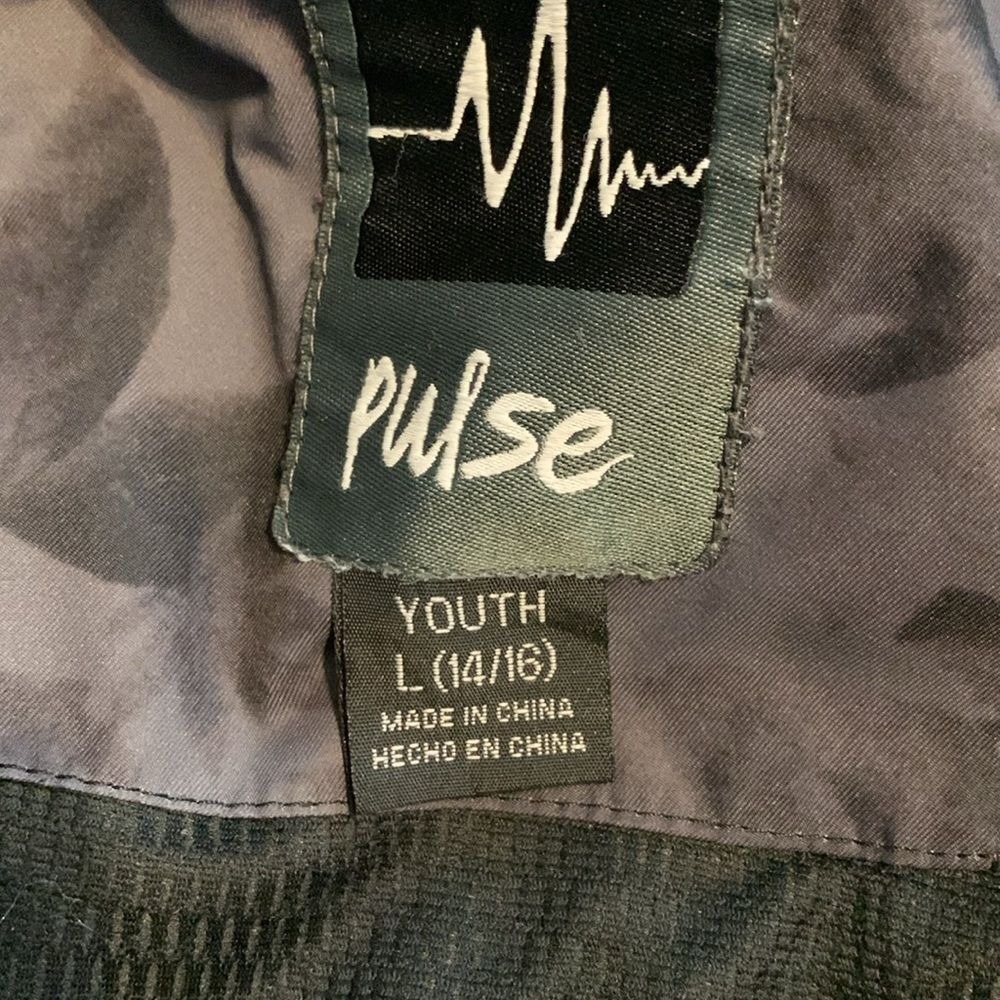 pulse
YOUTH
L (14/16)
MADE IN CHINA
HECHO EN CHINA